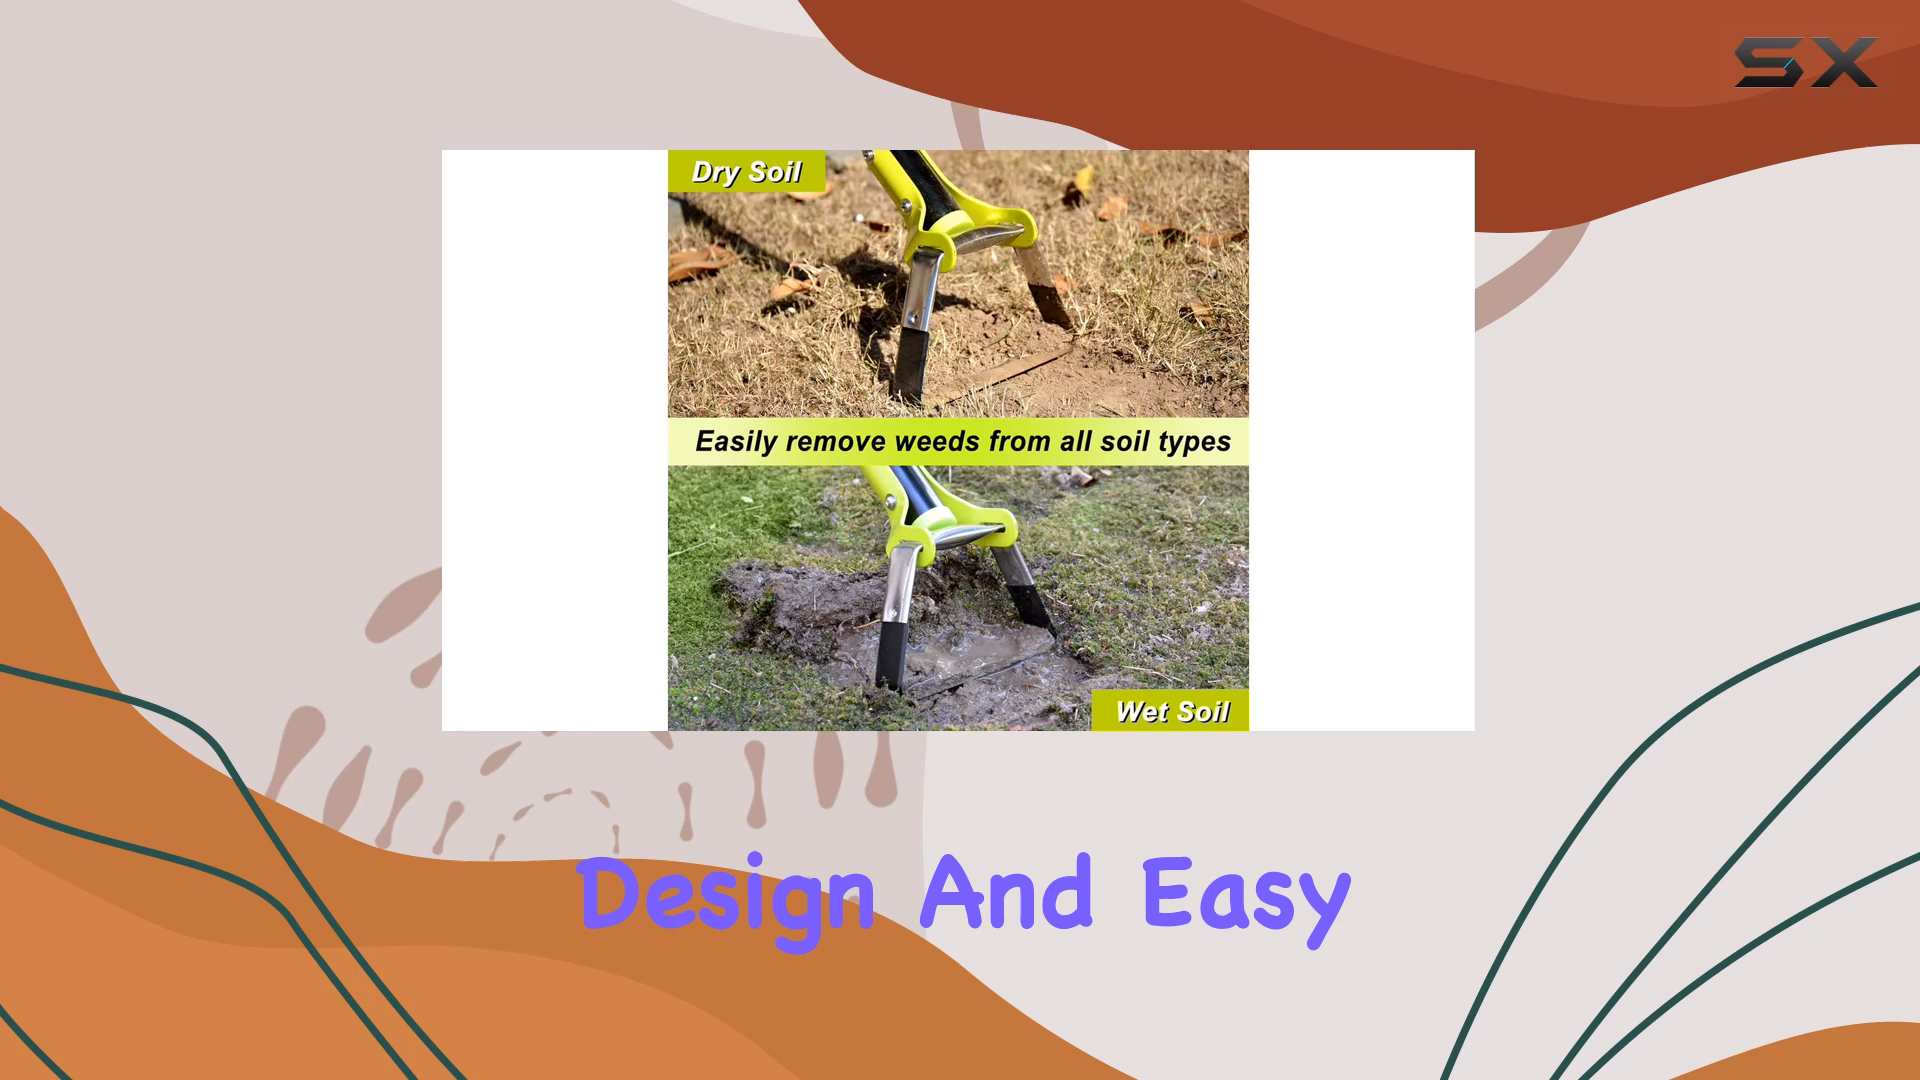 SX
Dry Soil
Easily remove weeds from all soil types
Wet Soil
Design And Easy